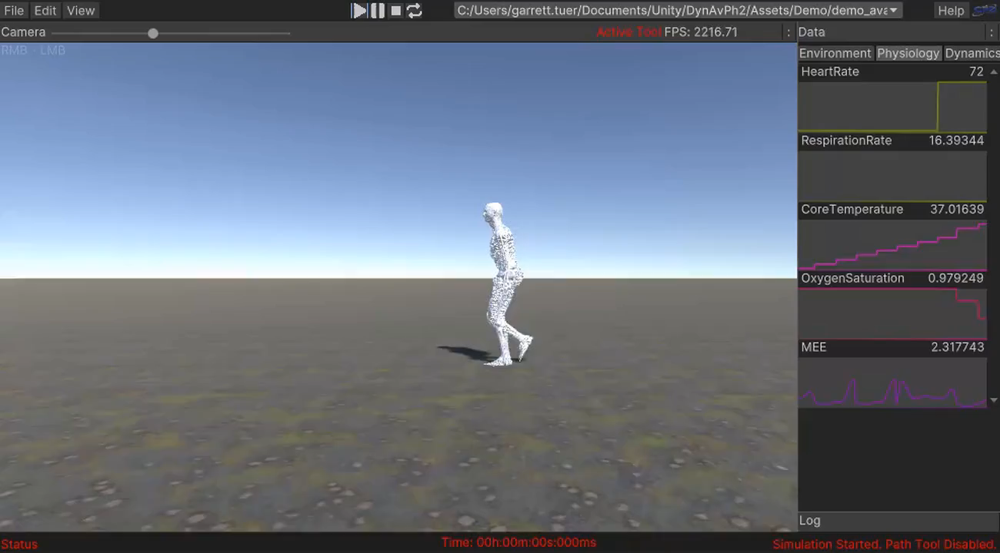 File Edit View C:/Users/garrett.tuer/Documents/Unity/DynAvPh2/Assets/Demo/demo_ava Help
Camera Active Tool FPS: 2216.71 : Data :
RMB - LMB
Environment Physiology Dynamics
HeartRate 72
RespirationRate 16.39344
CoreTemperature 37.01639
OxygenSaturation 0.979249
MEE 2.317743
Log
Status Time: 00h:00m:00s:000ms Simulation Started. Path Tool Disabled.